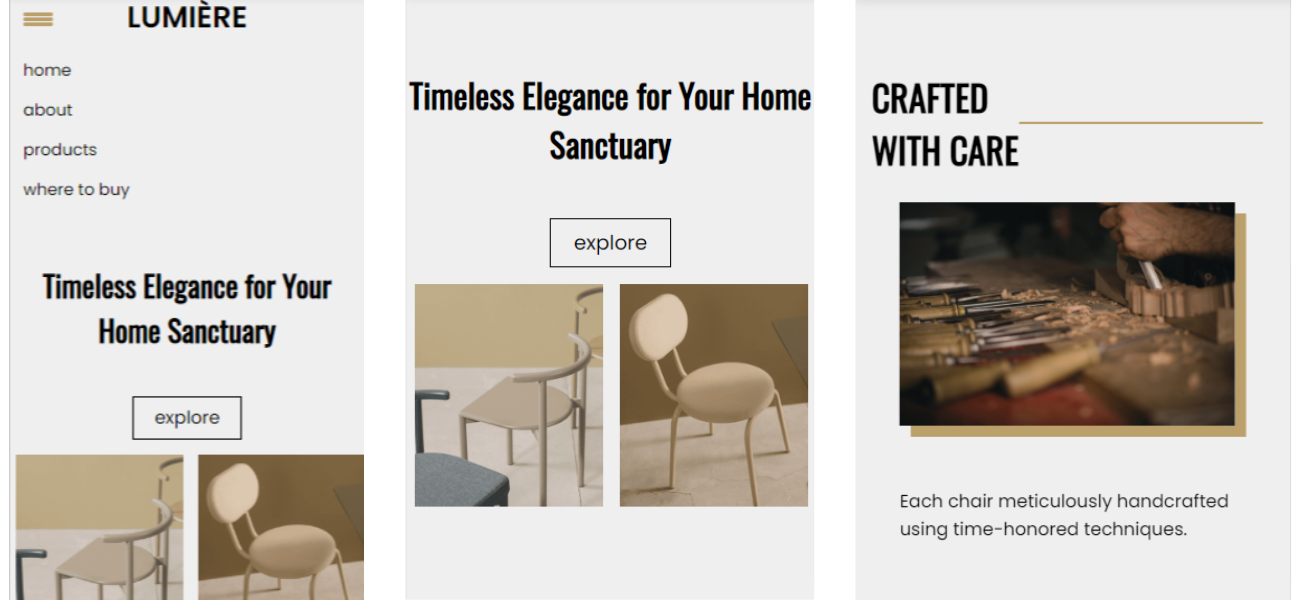 LUMIÈRE
home
about
products
where to buy
Timeless Elegance for Your
Home Sanctuary
explore
Timeless Elegance for Your Home
Sanctuary
explore
CRAFTED
WITH CARE
Each chair meticulously handcrafted
using time-honored techniques.